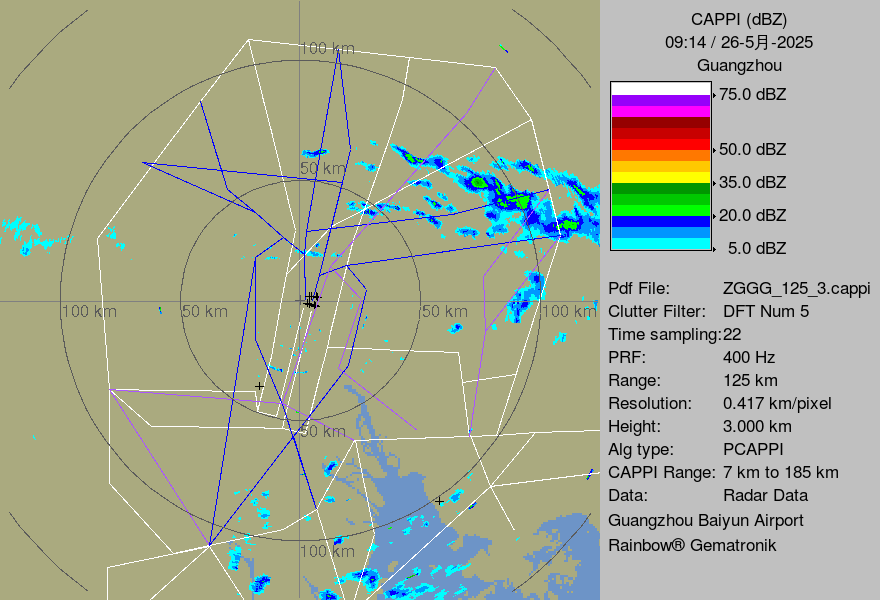 CAPPI (dBZ)
09:14 / 26-5月-2025
Guangzhou
75.0 dBZ
50.0 dBZ
35.0 dBZ
20.0 dBZ
5.0 dBZ
Pdf File: ZGGG_125_3.cappi
Clutter Filter: DFT Num 5
Time sampling:22
PRF: 400 Hz
Range: 125 km
Resolution: 0.417 km/pixel
Height: 3.000 km
Alg type: PCAPPI
CAPPI Range: 7 km to 185 km
Data: Radar Data
Guangzhou Baiyun Airport
Rainbow® Gematronik
100 km
50 km
100 km
50 km
50 km
100 km
50 km
100 km